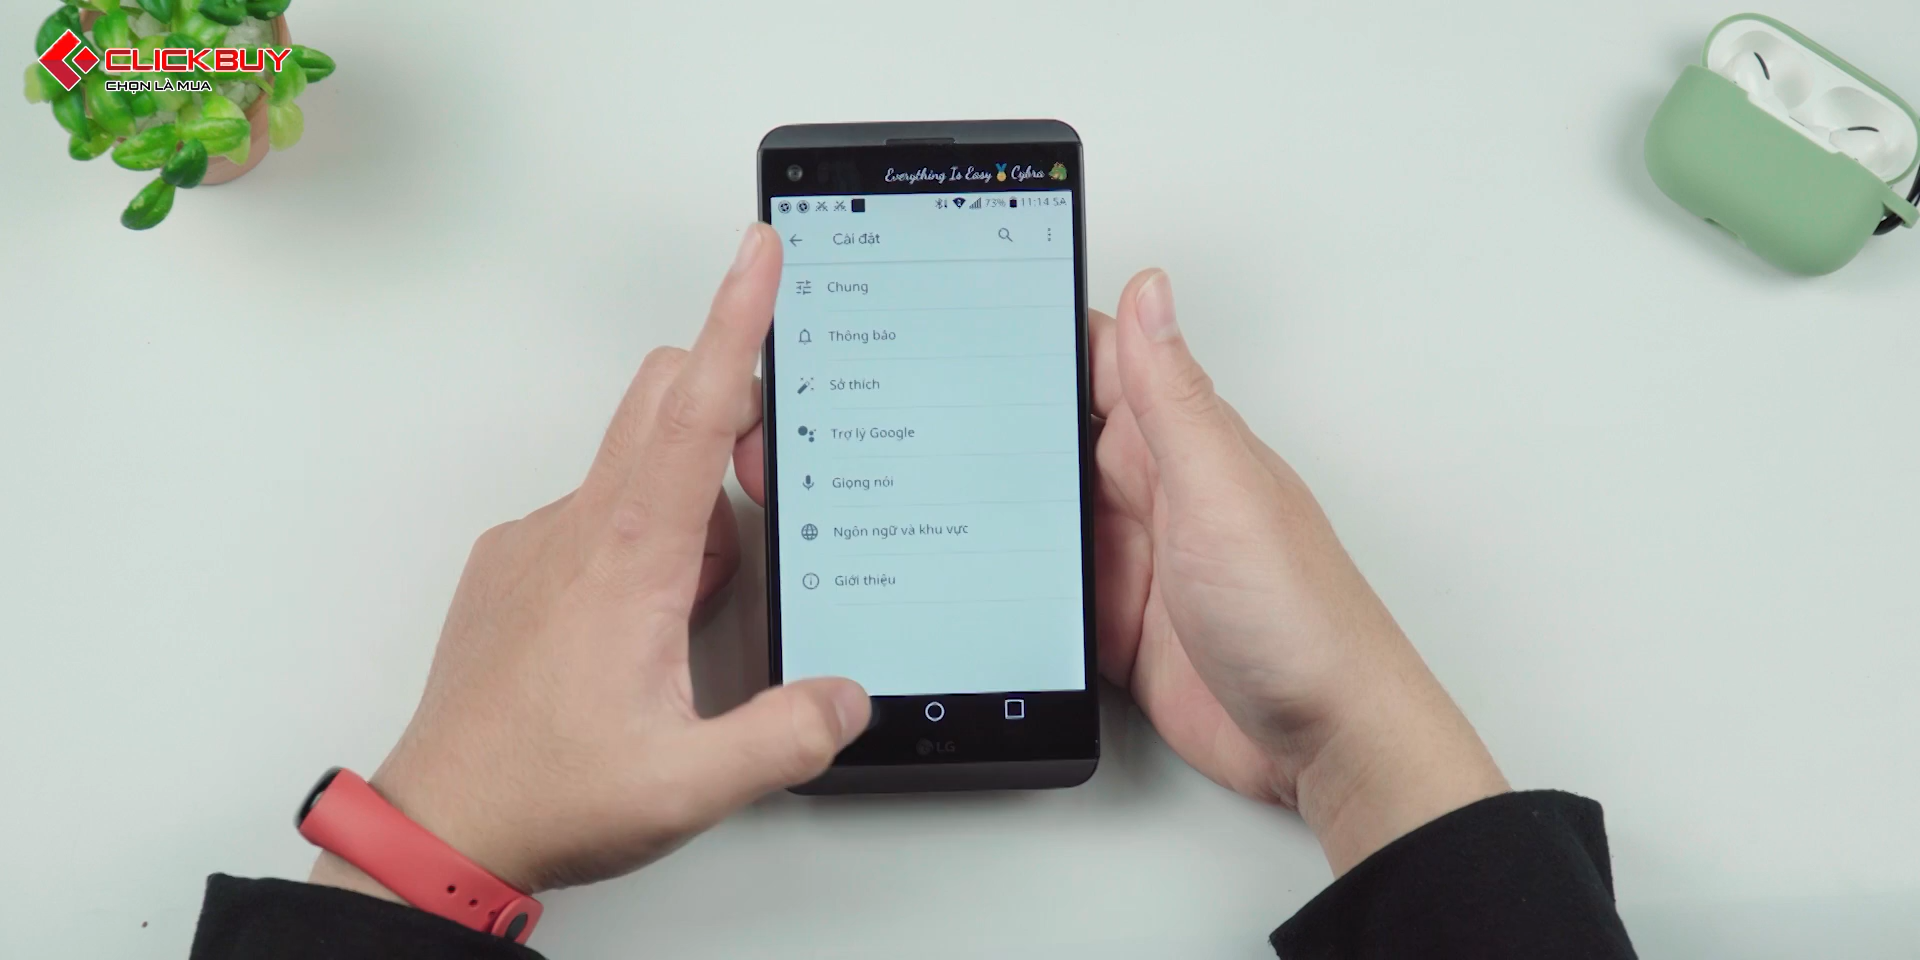 CLICKBUY
CHỌN LÀ MUA
Everything Is Easy🏅Cybra🐲
73% 11:14 SA
Cài đặt
Chung
Thông báo
Sở thích
Trợ lý Google
Giọng nói
Ngôn ngữ và khu vực
Giới thiệu
LG